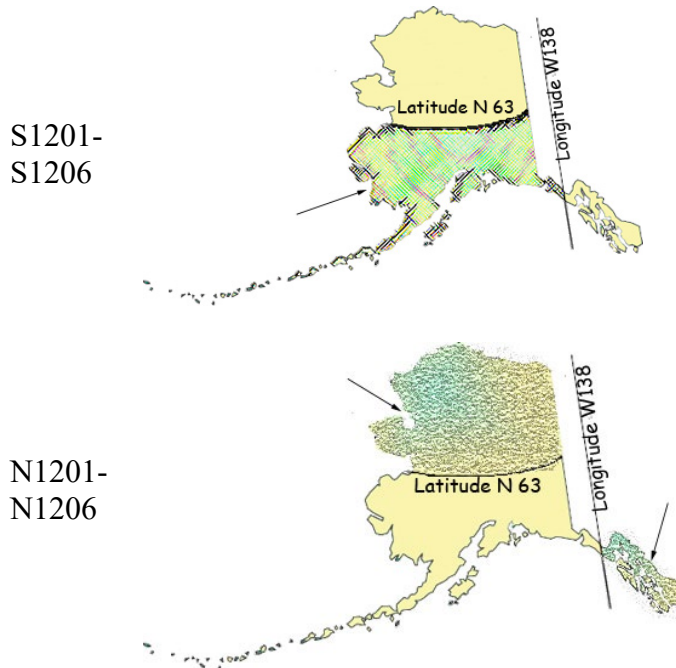 Latitude N 63
Longitude W138
S1201-
S1206
Latitude N 63
Longitude W138
N1201-
N1206